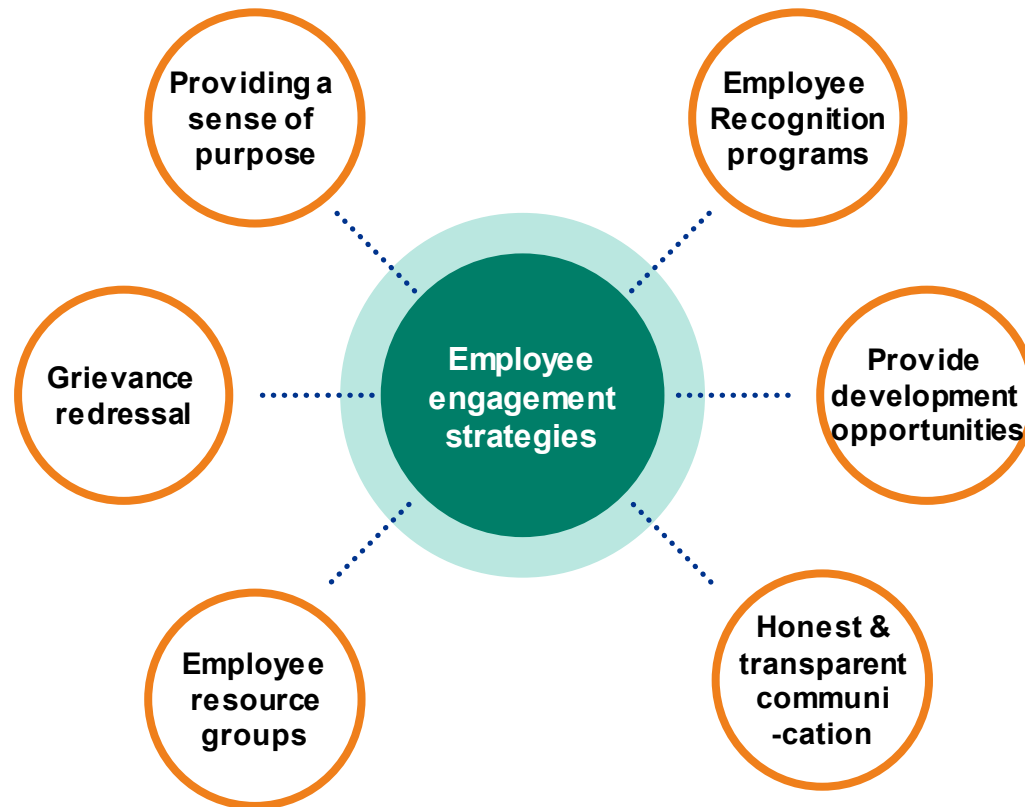 Providing a
sense of
purpose
Employee
Recognition
programs
Grievance
redressal
Employee
engagement
strategies
Provide
development
opportunities
Employee
resource
groups
Honest &
transparent
communi
-cation